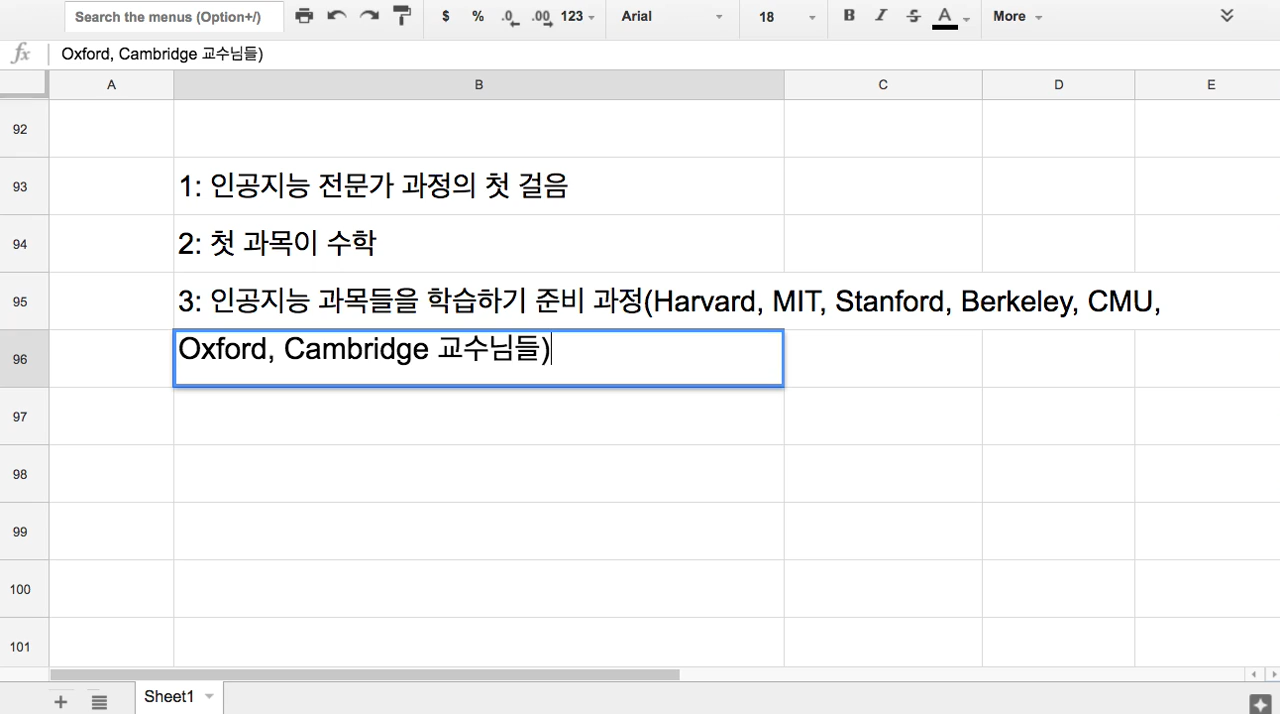 Search the menus (Option+/)
$ % .0 .00 123 Arial 18 B I S A More
fx Oxford, Cambridge 교수님들)
A B C D E
92
93 1: 인공지능 전문가 과정의 첫 걸음
94 2: 첫 과목이 수학
95 3: 인공지능 과목들을 학습하기 준비 과정(Harvard, MIT, Stanford, Berkeley, CMU,
96 Oxford, Cambridge 교수님들)
97
98
99
100
101
Sheet1